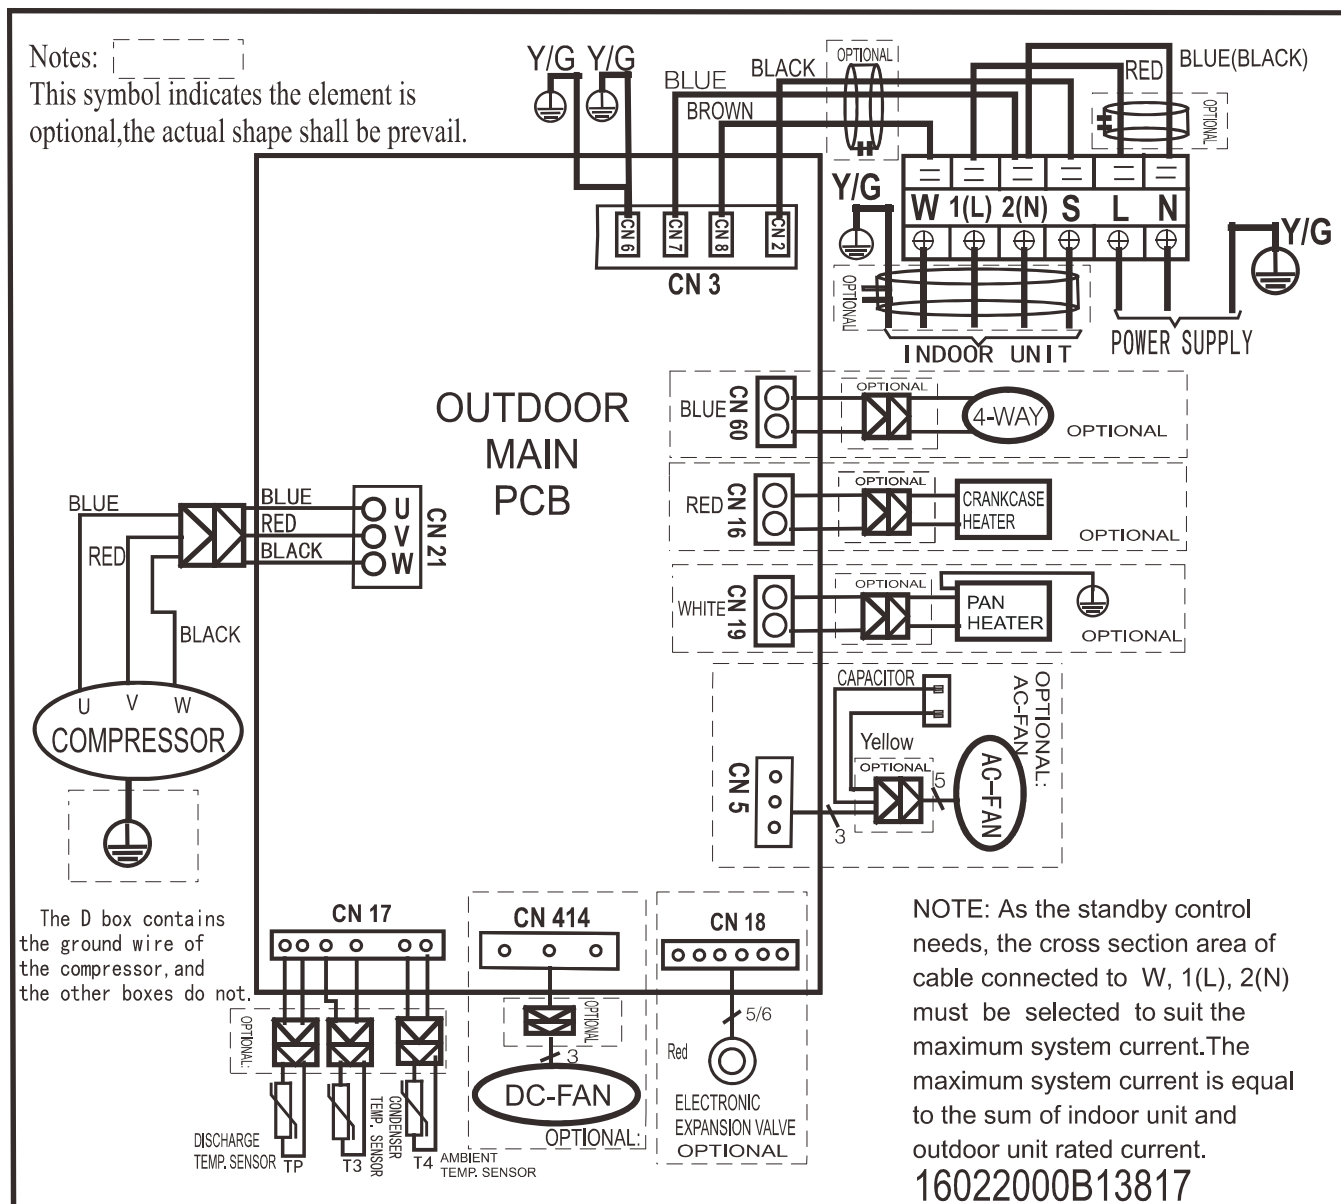 Notes:
This symbol indicates the element is
optional,the actual shape shall be prevail.
Y/G
Y/G
BLUE
BLACK
BROWN
OPTIONAL
RED
BLUE(BLACK)
OPTIONAL
Y/G
W
1(L)
2(N)
S
L
N
Y/G
CN 6
CN 7
CN 8
CN 2
CN 3
OPTIONAL
INDOOR UNIT
POWER SUPPLY
OUTDOOR
MAIN
PCB
BLUE
CN 60
OPTIONAL
4-WAY
OPTIONAL
RED
CN 16
OPTIONAL
CRANKCASE
HEATER
OPTIONAL
WHITE
CN 19
OPTIONAL
PAN
HEATER
OPTIONAL
BLUE
RED
BLACK
BLUE
RED
BLACK
U
V
W
CN 21
U
V
W
COMPRESSOR
CAPACITOR
OPTIONAL:
AC-FAN
Yellow
OPTIONAL
CN 5
3
5
AC-FAN
The D box contains
the ground wire of
the compressor,and
the other boxes do not.
CN 17
OPTIONAL:
DISCHARGE
TEMP. SENSOR
TP
T3
CONDENSER
TEMP. SENSOR
T4
AMBIENT
TEMP. SENSOR
CN 414
OPTIONAL
3
DC-FAN
OPTIONAL:
CN 18
5/6
Red
ELECTRONIC
EXPANSION VALVE
OPTIONAL
NOTE: As the standby control
needs, the cross section area of
cable connected to W, 1(L), 2(N)
must be selected to suit the
maximum system current.The
maximum system current is equal
to the sum of indoor unit and
outdoor unit rated current.
16022000B13817